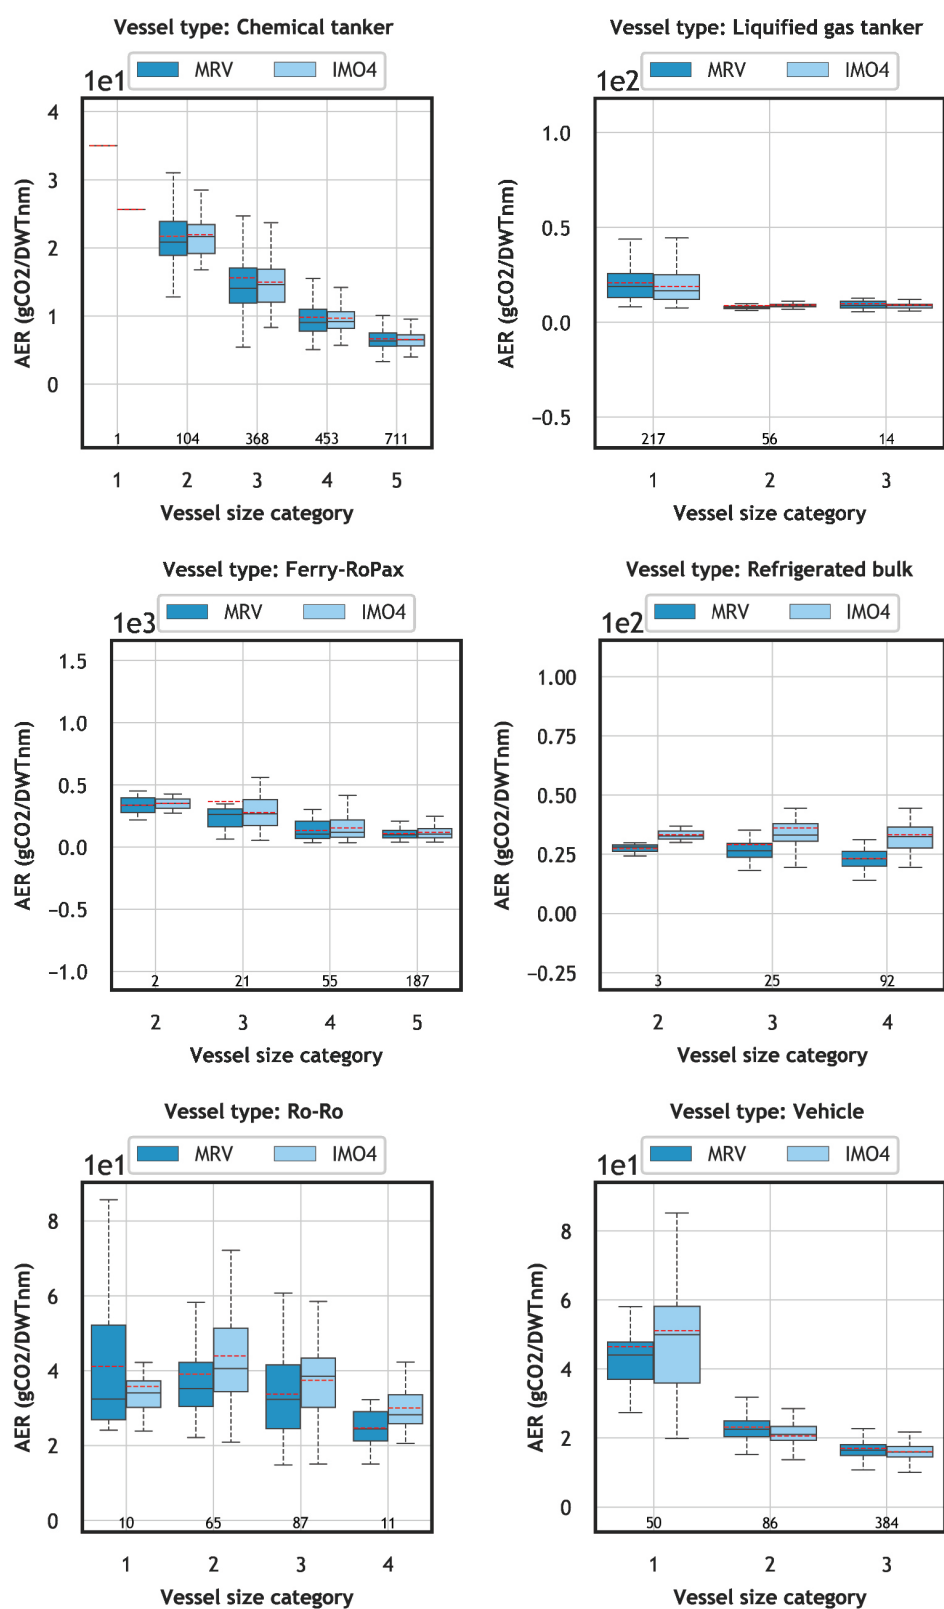 Vessel type: Chemical tanker
MRV IMO4
1e1
AER (gCO2/DWTnm)
4
3
2
1
0
1 104 368 453 711
1 2 3 4 5
Vessel size category
Vessel type: Liquified gas tanker
MRV IMO4
1e2
AER (gCO2/DWTnm)
1.0
0.5
0.0
−0.5
217 56 14
1 2 3
Vessel size category
Vessel type: Ferry-RoPax
MRV IMO4
1e3
AER (gCO2/DWTnm)
1.5
1.0
0.5
0.0
−0.5
−1.0
2 21 55 187
2 3 4 5
Vessel size category
Vessel type: Refrigerated bulk
MRV IMO4
1e2
AER (gCO2/DWTnm)
1.00
0.75
0.50
0.25
0.00
−0.25
3 25 92
2 3 4
Vessel size category
Vessel type: Ro-Ro
MRV IMO4
1e1
AER (gCO2/DWTnm)
8
6
4
2
0
10 65 87 11
1 2 3 4
Vessel size category
Vessel type: Vehicle
MRV IMO4
1e1
AER (gCO2/DWTnm)
8
6
4
2
0
50 86 384
1 2 3
Vessel size category